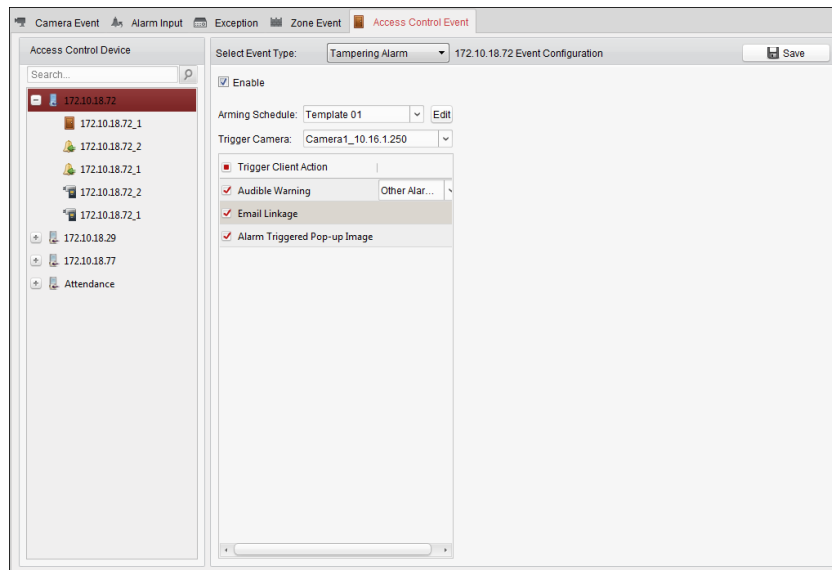 Camera Event Alarm Input Exception Zone Event Access Control Event
Access Control Device
Search...
172.10.18.72
172.10.18.72_1
172.10.18.72_2
172.10.18.72_1
172.10.18.72_2
172.10.18.72_1
172.10.18.29
172.10.18.77
Attendance
Select Event Type: Tampering Alarm 172.10.18.72 Event Configuration Save
Enable
Arming Schedule: Template 01 Edit
Trigger Camera: Camera1_10.16.1.250
Trigger Client Action
Audible Warning Other Alar...
Email Linkage
Alarm Triggered Pop-up Image